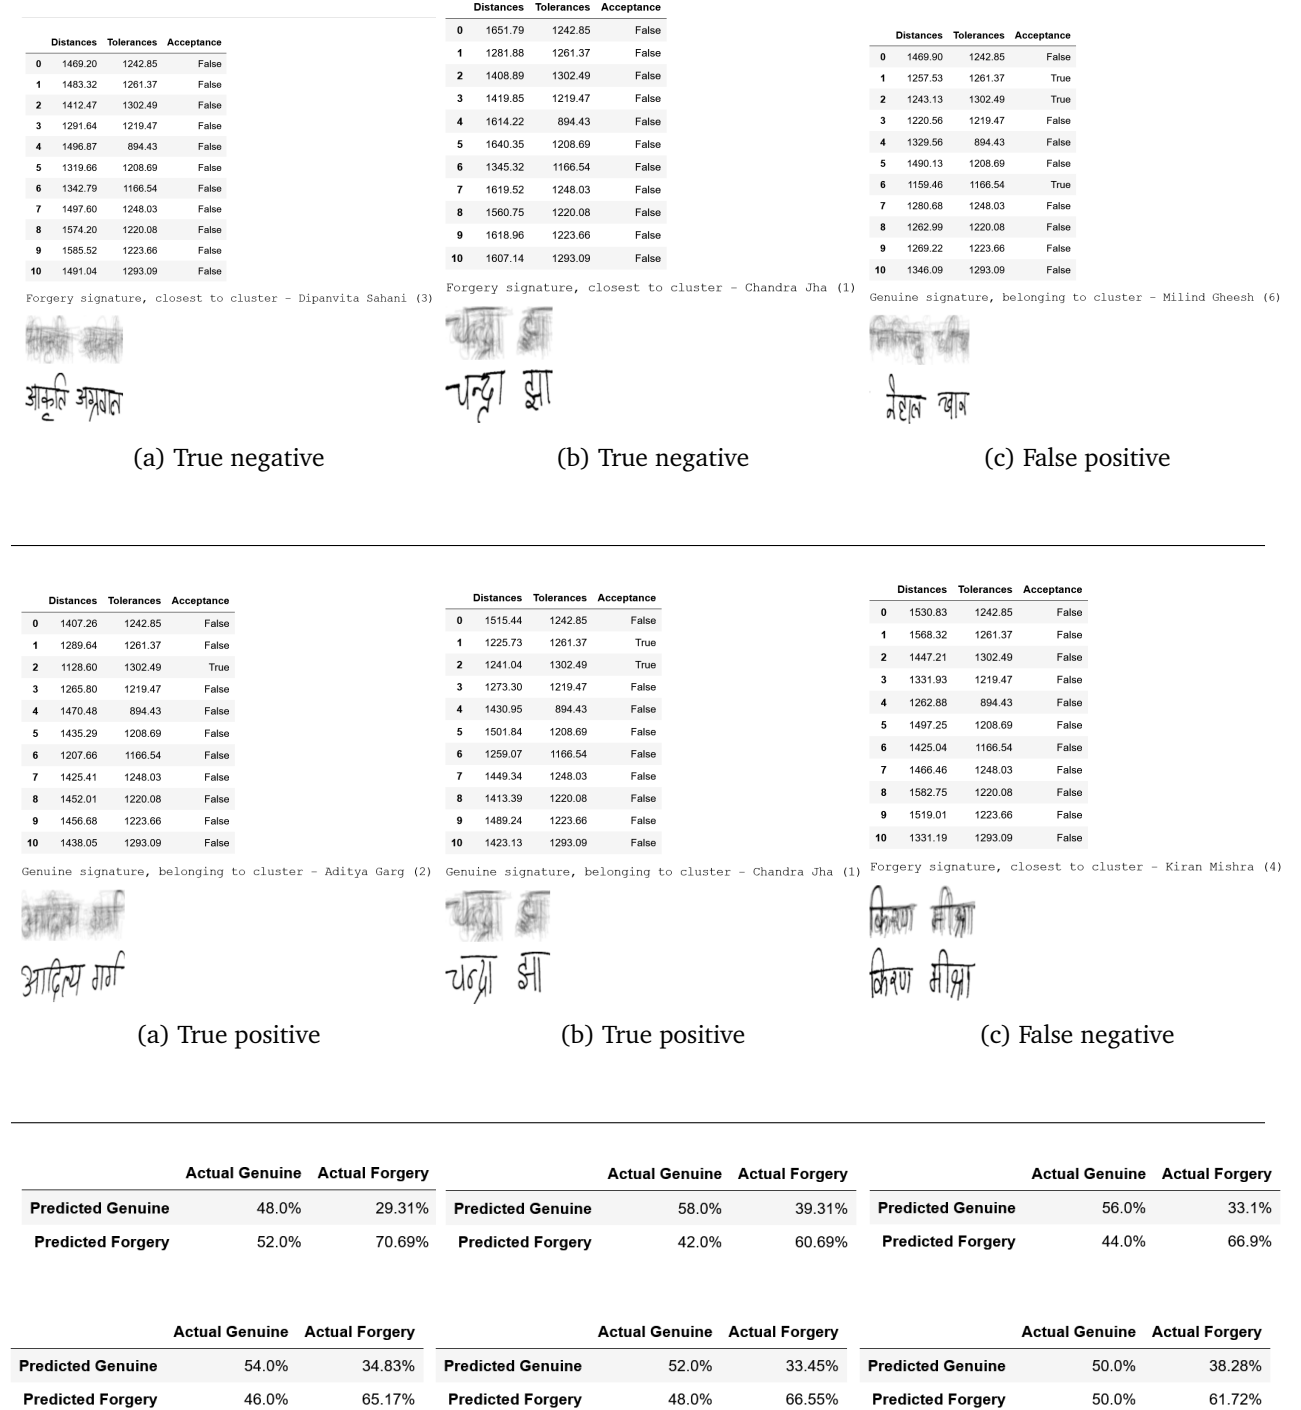 Distances Tolerances Acceptance
0 1469.20 1242.85 False
1 1483.32 1261.37 False
2 1412.47 1302.49 False
3 1291.64 1219.47 False
4 1496.87 894.43 False
5 1319.66 1208.69 False
6 1342.79 1166.54 False
7 1497.60 1248.03 False
8 1574.20 1220.08 False
9 1585.52 1223.66 False
10 1491.04 1293.09 False
Forgery signature, closest to cluster - Dipanvita Sahani (3)
आकृति अग्रवाल
(a) True negative
Distances Tolerances Acceptance
0 1651.79 1242.85 False
1 1281.88 1261.37 False
2 1408.89 1302.49 False
3 1419.85 1219.47 False
4 1614.22 894.43 False
5 1640.35 1208.69 False
6 1345.32 1166.54 False
7 1619.52 1248.03 False
8 1560.75 1220.08 False
9 1618.96 1223.66 False
10 1607.14 1293.09 False
Forgery signature, closest to cluster - Chandra Jha (1)
चन्द्रा झा
चन्द्रा झा
(b) True negative
Distances Tolerances Acceptance
0 1469.90 1242.85 False
1 1257.53 1261.37 True
2 1243.13 1302.49 True
3 1220.56 1219.47 False
4 1329.56 894.43 False
5 1490.13 1208.69 False
6 1159.46 1166.54 True
7 1280.68 1248.03 False
8 1262.99 1220.08 False
9 1269.22 1223.66 False
10 1346.09 1293.09 False
Genuine signature, belonging to cluster - Milind Gheesh (6)
नेहाल खान
(c) False positive
Distances Tolerances Acceptance
0 1407.26 1242.85 False
1 1289.64 1261.37 False
2 1128.60 1302.49 True
3 1265.80 1219.47 False
4 1470.48 894.43 False
5 1435.29 1208.69 False
6 1207.66 1166.54 False
7 1425.41 1248.03 False
8 1452.01 1220.08 False
9 1456.68 1223.66 False
10 1438.05 1293.09 False
Genuine signature, belonging to cluster - Aditya Garg (2)
आदित्य गर्ग
आदित्य गर्ग
(a) True positive
Distances Tolerances Acceptance
0 1515.44 1242.85 False
1 1225.73 1261.37 True
2 1241.04 1302.49 True
3 1273.30 1219.47 False
4 1430.95 894.43 False
5 1501.84 1208.69 False
6 1259.07 1166.54 False
7 1449.34 1248.03 False
8 1413.39 1220.08 False
9 1489.24 1223.66 False
10 1423.13 1293.09 False
Genuine signature, belonging to cluster - Chandra Jha (1)
चन्द्रा झा
चन्द्रा झा
(b) True positive
Distances Tolerances Acceptance
0 1530.83 1242.85 False
1 1568.32 1261.37 False
2 1447.21 1302.49 False
3 1331.93 1219.47 False
4 1262.88 894.43 False
5 1497.25 1208.69 False
6 1425.04 1166.54 False
7 1466.46 1248.03 False
8 1582.75 1220.08 False
9 1519.01 1223.66 False
10 1331.19 1293.09 False
Forgery signature, closest to cluster - Kiran Mishra (4)
किरण मीश्रा
किरण मीश्रा
(c) False negative
Actual Genuine Actual Forgery
Predicted Genuine 48.0% 29.31%
Predicted Forgery 52.0% 70.69%
Actual Genuine Actual Forgery
Predicted Genuine 58.0% 39.31%
Predicted Forgery 42.0% 60.69%
Actual Genuine Actual Forgery
Predicted Genuine 56.0% 33.1%
Predicted Forgery 44.0% 66.9%
Actual Genuine Actual Forgery
Predicted Genuine 54.0% 34.83%
Predicted Forgery 46.0% 65.17%
Actual Genuine Actual Forgery
Predicted Genuine 52.0% 33.45%
Predicted Forgery 48.0% 66.55%
Actual Genuine Actual Forgery
Predicted Genuine 50.0% 38.28%
Predicted Forgery 50.0% 61.72%